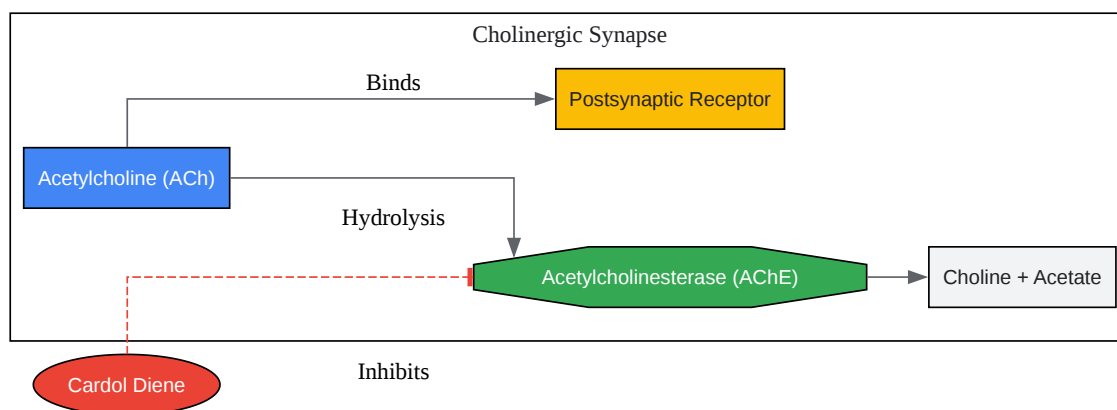 Cholinergic Synapse
Binds
Postsynaptic Receptor
Acetylcholine (ACh)
Hydrolysis
Acetylcholinesterase (AChE)
Choline + Acetate
Inhibits
Cardol Diene